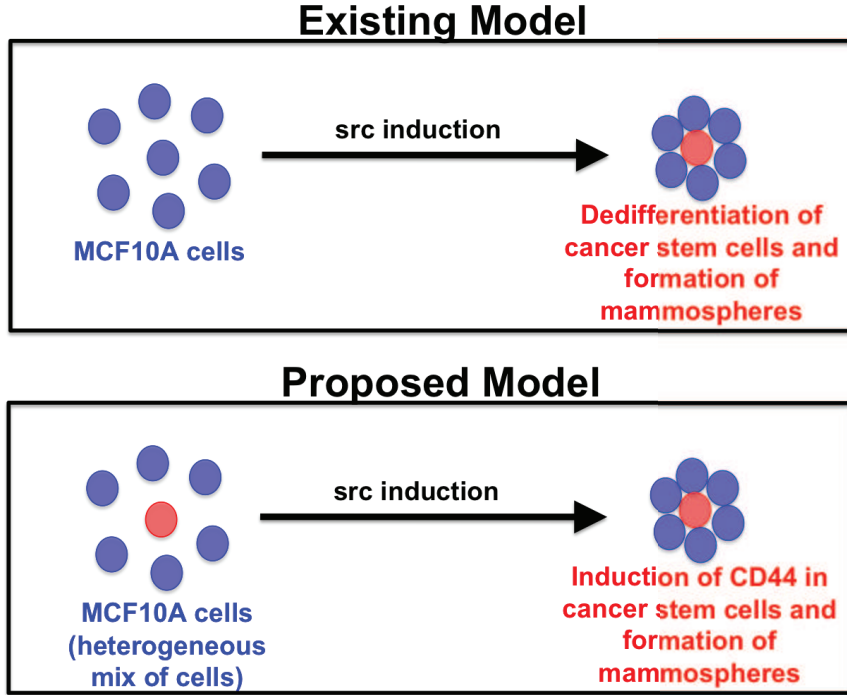 Existing Model
src induction
MCF10A cells
Dedifferentiation of
cancer stem cells and
formation of
mammospheres
Proposed Model
src induction
MCF10A cells
(heterogeneous
mix of cells)
Induction of CD44 in
cancer stem cells and
formation of
mammospheres